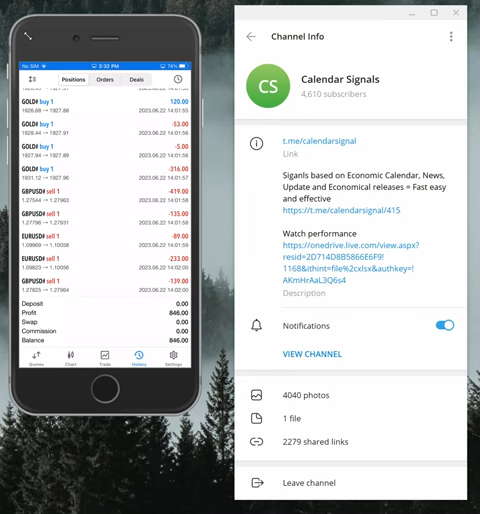 No SIM
3:32 PM
74%
Positions
Orders
Deals
2023.06.22 14:01:55
GOLD# buy 1
120.00
1926.88 → 1927.88
2023.06.22 14:01:55
GOLD# buy 1
-53.00
1928.44 → 1927.91
2023.06.22 14:01:56
GOLD# buy 1
-5.00
1927.94 → 1927.89
2023.06.22 14:01:56
GOLD# buy 1
-316.00
1931.12 → 1927.96
2023.06.22 14:01:57
GBPUSD# sell 1
-419.00
1.27544 → 1.27963
2023.06.22 14:01:58
GBPUSD# sell 1
-135.00
1.27796 → 1.27931
2023.06.22 14:01:58
EURUSD# sell 1
-89.00
1.09969 → 1.10058
2023.06.22 14:01:59
EURUSD# sell 1
-233.00
1.09823 → 1.10056
2023.06.22 14:02:00
GBPUSD# sell 1
-139.00
1.27825 → 1.27964
2023.06.22 14:02:00
Deposit
0.00
Profit
846.00
Swap
0.00
Commission
0.00
Balance
846.00
Quotes
Chart
Trade
History
Settings
Channel Info
CS
Calendar Signals
4,610 subscribers
t.me/calendarsignal
Link
Siganls based on Economic Calendar, News,
Update and Economical releases = Fast easy
and effective
https://t.me/calendarsignal/415
Watch performance
https://onedrive.live.com/view.aspx?
resid=2D714D8B5866E6F9!
1168&ithint=file%2cxlsx&authkey=!
AKmHrAaL3Q6s4
Description
Notifications
VIEW CHANNEL
4040 photos
1 file
2279 shared links
Leave channel